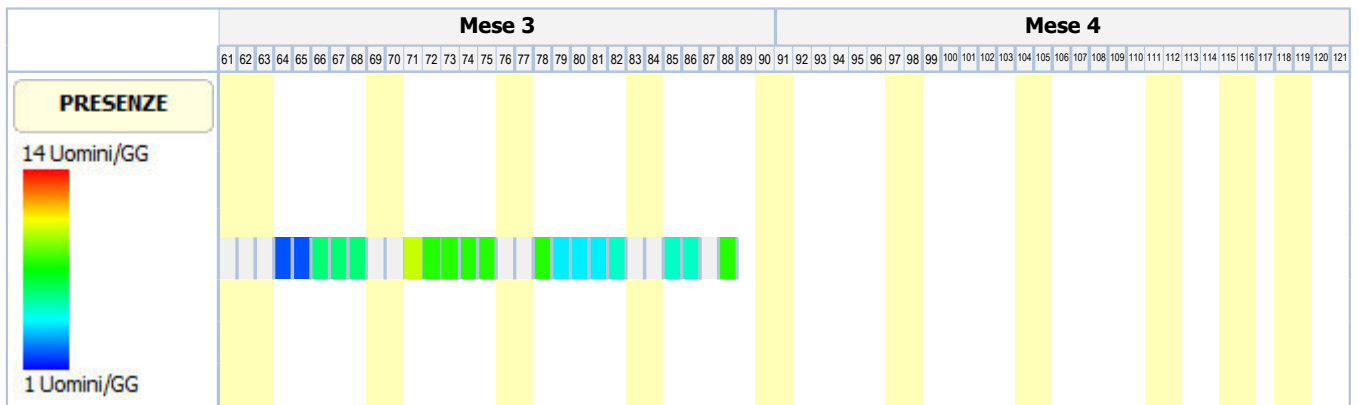 Mese 3 Mese 4
61 62 63 64 65 66 67 68 69 70 71 72 73 74 75 76 77 78 79 80 81 82 83 84 85 86 87 88 89 90 91 92 93 94 95 96 97 98 99 100 101 102 103 104 105 106 107 108 109 110 111 112 113 114 115 116 117 118 119 120 121
PRESENZE
14 Uomini/GG
1 Uomini/GG